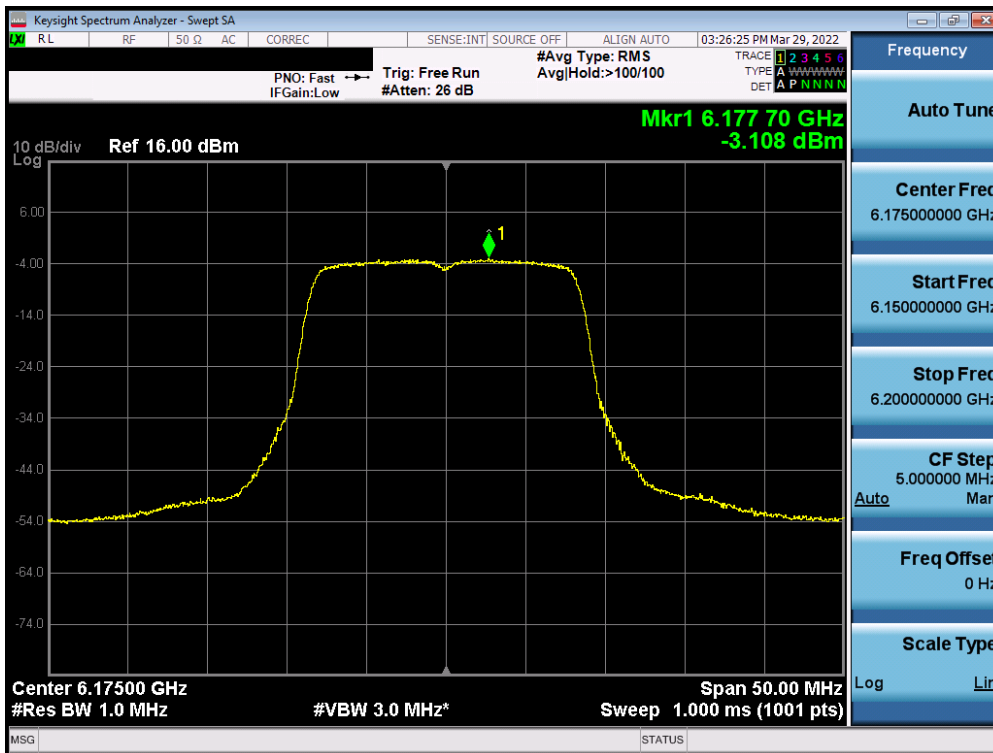 Keysight Spectrum Analyzer - Swept SA
LXI RL RF 50 Ω AC CORREC SENSE:INT SOURCE OFF ALIGN AUTO 03:26:25 PM Mar 29, 2022
PNO: Fast Trig: Free Run #Avg Type: RMS TRACE 1 2 3 4 5 6
IFGain:Low #Atten: 26 dB Avg|Hold:>100/100 TYPE A WWWWW
DET A P N N N N
Mkr1 6.177 70 GHz
-3.108 dBm
10 dB/div Ref 16.00 dBm
Log
6.00
-4.00
-14.0
-24.0
-34.0
-44.0
-54.0
-64.0
-74.0
1
Center 6.17500 GHz Span 50.00 MHz
#Res BW 1.0 MHz #VBW 3.0 MHz* Sweep 1.000 ms (1001 pts)
MSG STATUS
Frequency
Auto Tune
Center Freq
6.175000000 GHz
Start Freq
6.150000000 GHz
Stop Freq
6.200000000 GHz
CF Step
5.000000 MHz
Auto Man
Freq Offset
0 Hz
Scale Type
Log Lin